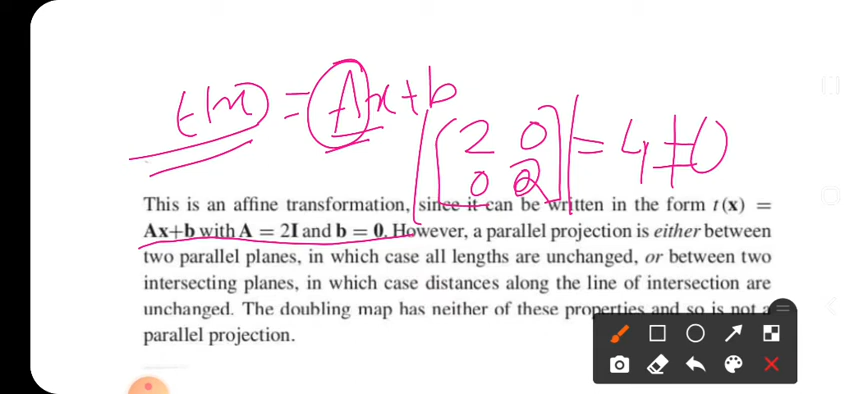 t(x) = Ax+b
|[2 0
0 2]| = 4 ≠ 0
This is an affine transformation, since it can be written in the form t(x) =
Ax+b with A = 2I and b = 0. However, a parallel projection is either between
two parallel planes, in which case all lengths are unchanged, or between two
intersecting planes, in which case distances along the line of intersection are
unchanged. The doubling map has neither of these properties and so is not a
parallel projection.